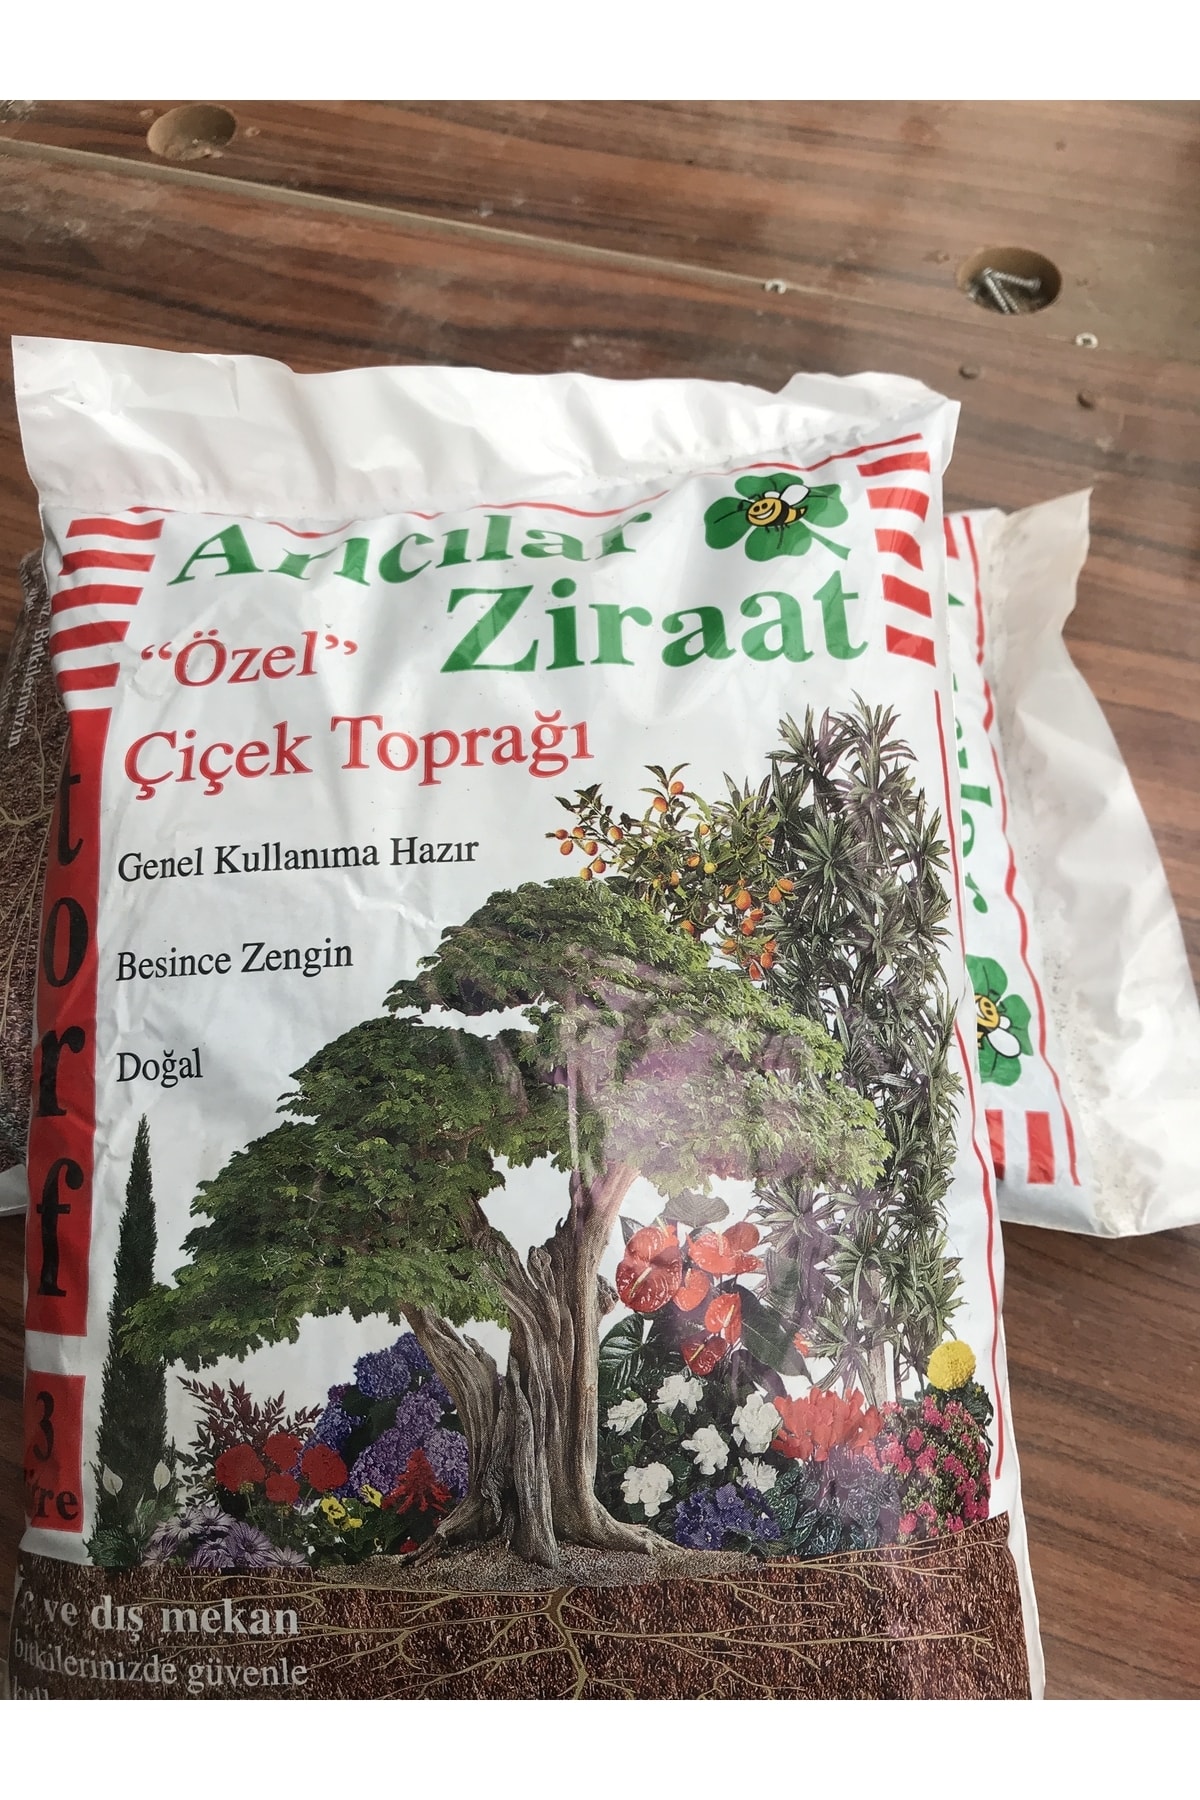 Arıcılar
Ziraat
“Özel”
Çiçek Toprağı
Genel Kullanıma Hazır
Besince Zengin
Doğal
torf
3
ve dış mekan
bitkilerinizde güvenle